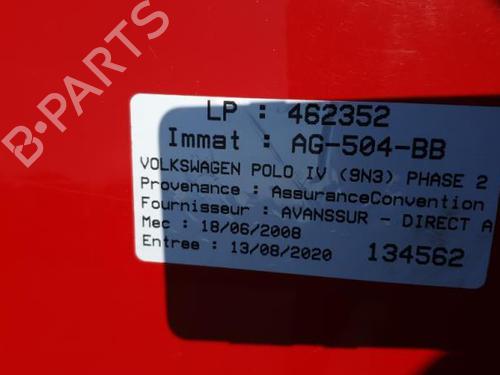 LP : 462352
Immat : AG-504-BB
VOLKSWAGEN POLO IV (9N3) PHASE 2
Provenance : AssuranceConvention
Fournisseur : AVANSSUR - DIRECT A
Mec : 18/06/2008
Entree : 13/08/2020 134562
B-PARTS